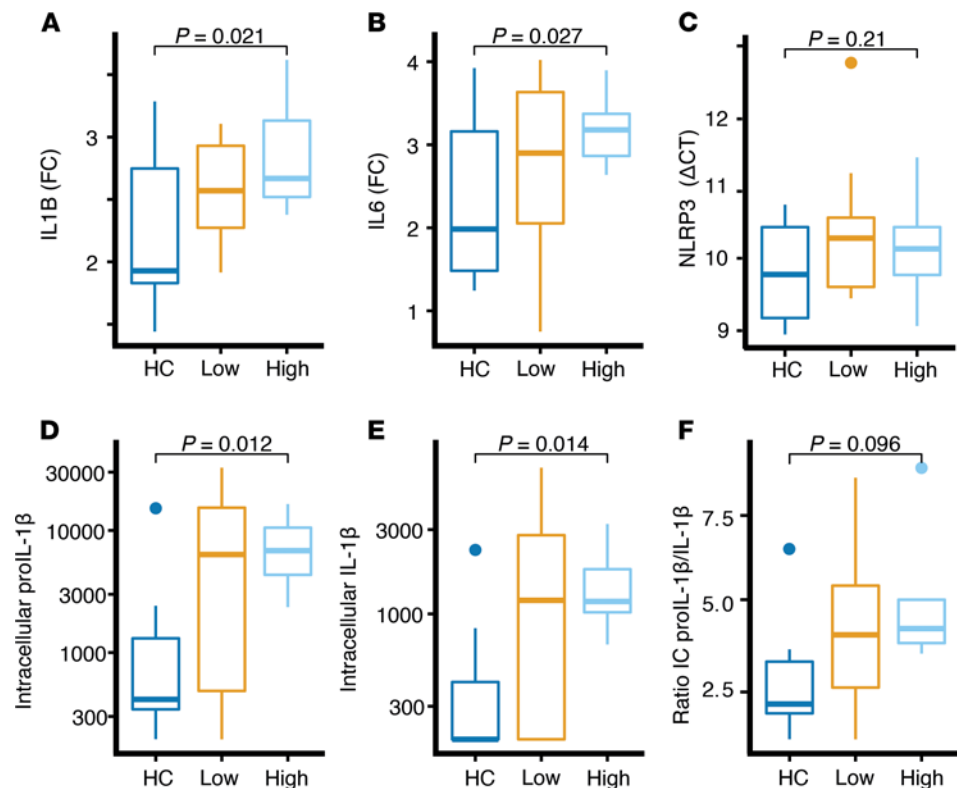 A
P = 0.021
IL1B (FC)
3
2
HC Low High
B
P = 0.027
IL6 (FC)
4
3
2
1
HC Low High
C
P = 0.21
NLRP3 (ΔCT)
12
11
10
9
HC Low High
D
P = 0.012
Intracellular proIL-1β
30000
10000
3000
1000
300
HC Low High
E
P = 0.014
Intracellular IL-1β
3000
1000
300
HC Low High
F
P = 0.096
Ratio IC proIL-1β/IL-1β
7.5
5.0
2.5
HC Low High